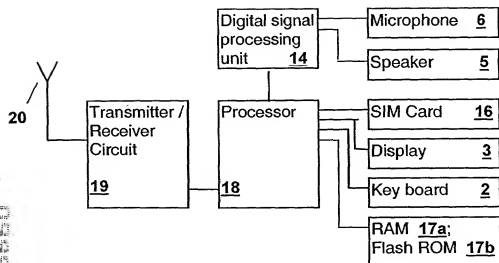 Digital signal
processing
unit 14
Microphone 6
Speaker 5
20
Transmitter /
Receiver
Circuit
19
Processor
18
SIM Card 16
Display 3
Key board 2
RAM 17a;
Flash ROM 17b